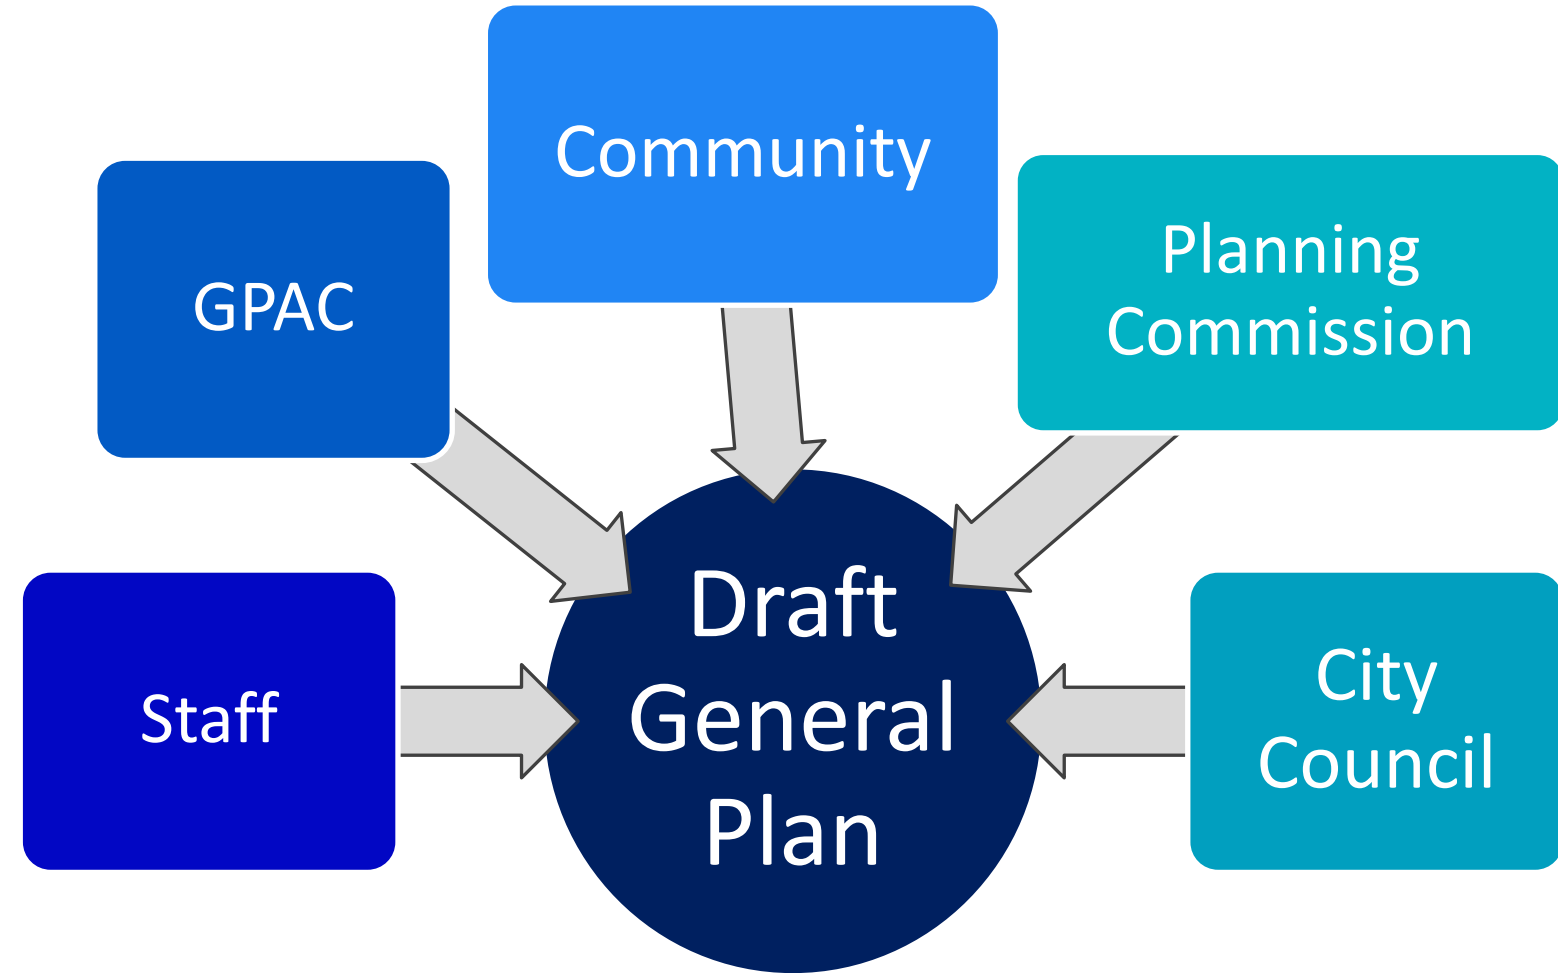 Community
GPAC
Planning
Commission
Staff
Draft
General
Plan
City
Council